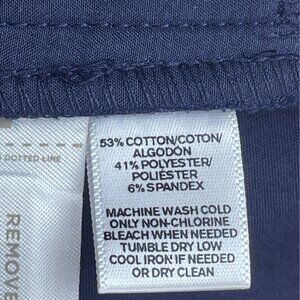 53% COTTON/COTON/
ALGODÓN
41% POLYESTER/
POLIÉSTER
6% SPANDEX
MACHINE WASH COLD
ONLY NON-CHLORINE
BLEACH WHEN NEEDED
TUMBLE DRY LOW
COOL IRON IF NEEDED
OR DRY CLEAN
DOTTED LINE
REMOVE